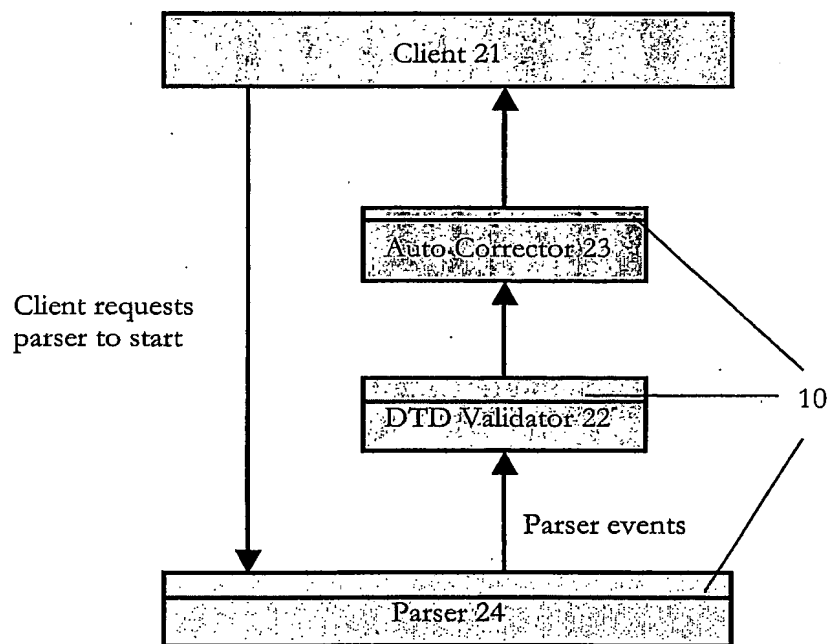 Client 21
Auto Corrector 23
Client requests
parser to start
10
DTD Validator 22
Parser events
Parser 24